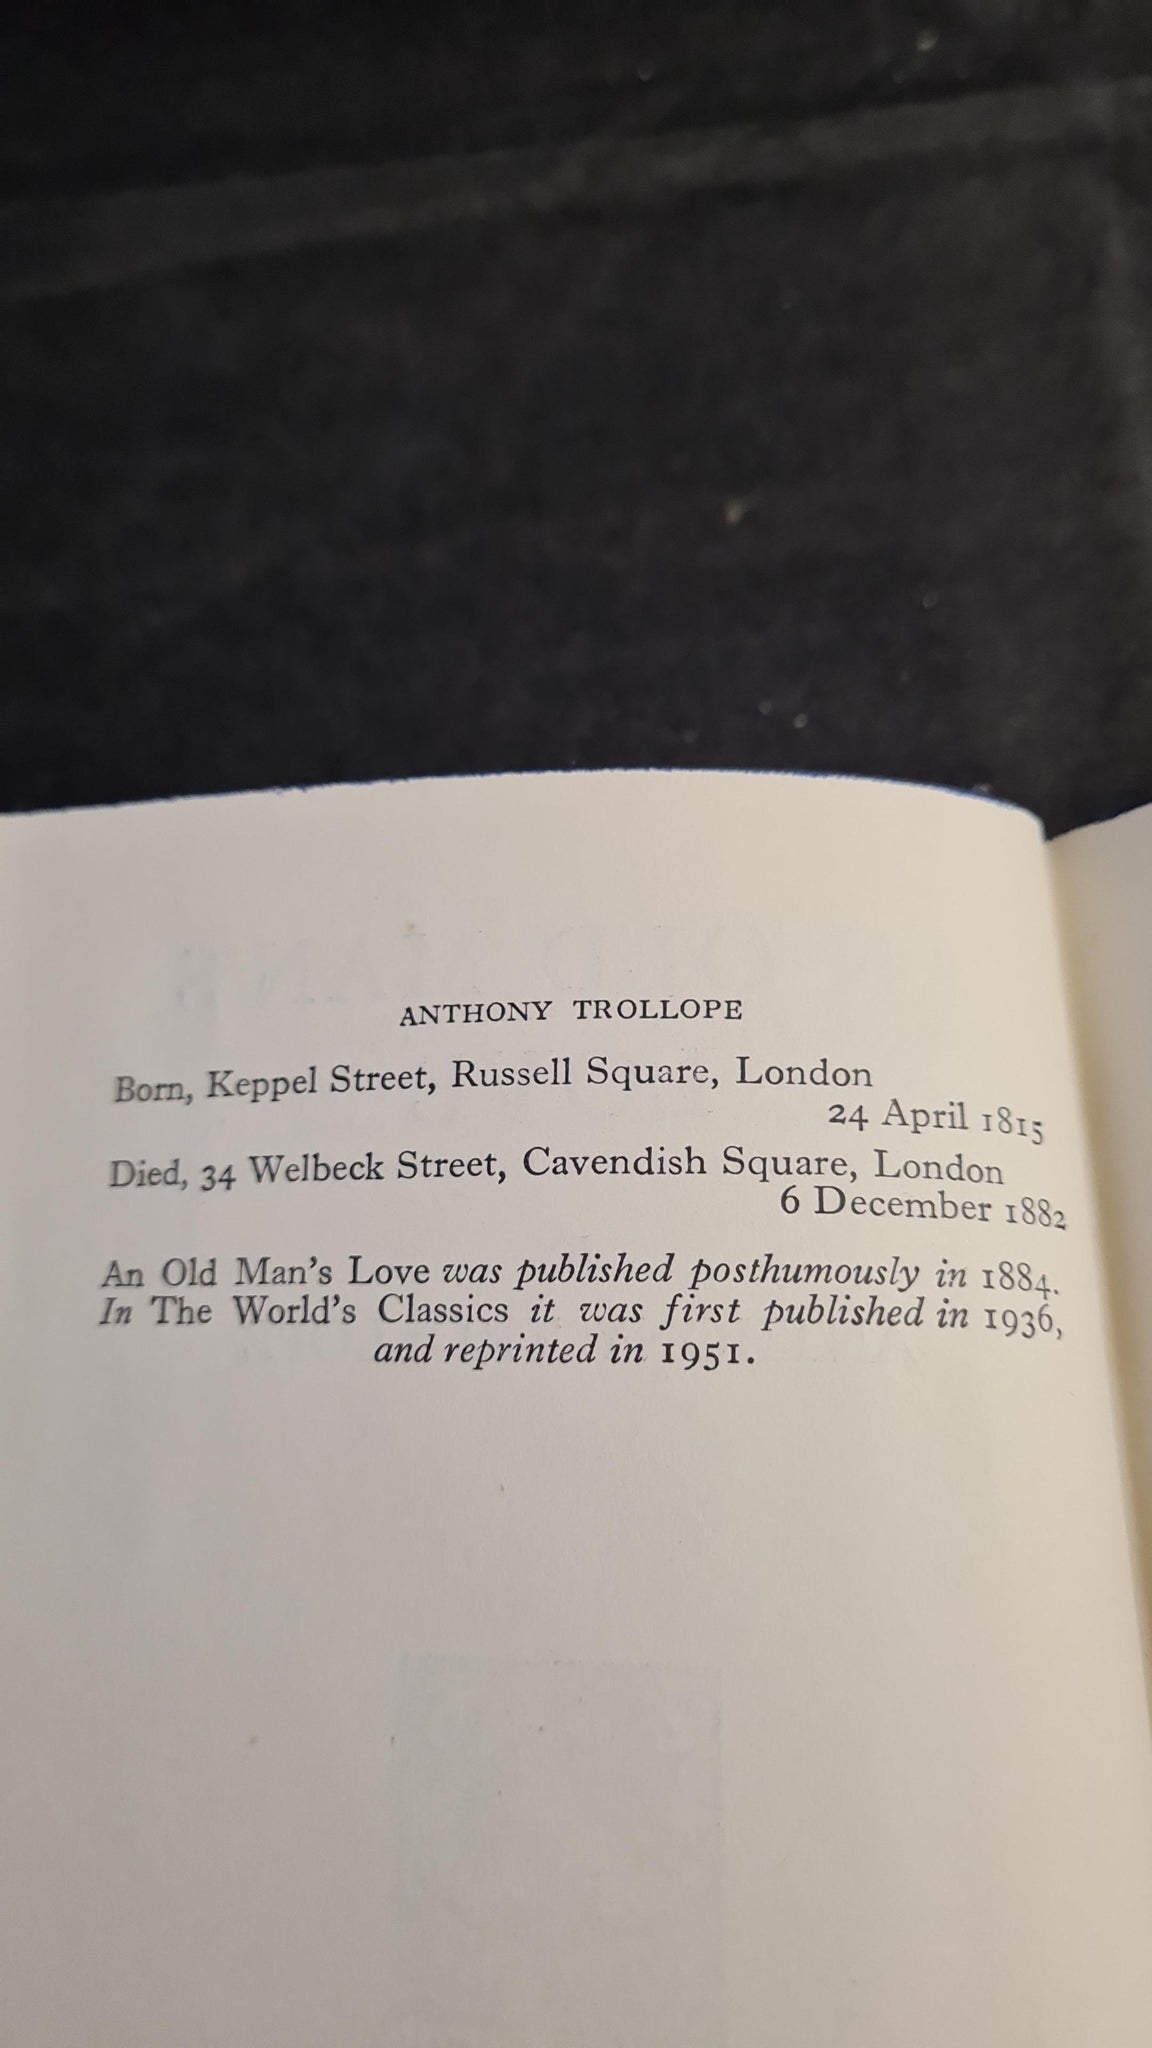 ANTHONY TROLLOPE
Born, Keppel Street, Russell Square, London
24 April 1815
Died, 34 Welbeck Street, Cavendish Square, London
6 December 1882
An Old Man's Love was published posthumously in 1884.
In The World's Classics it was first published in 1936,
and reprinted in 1951.